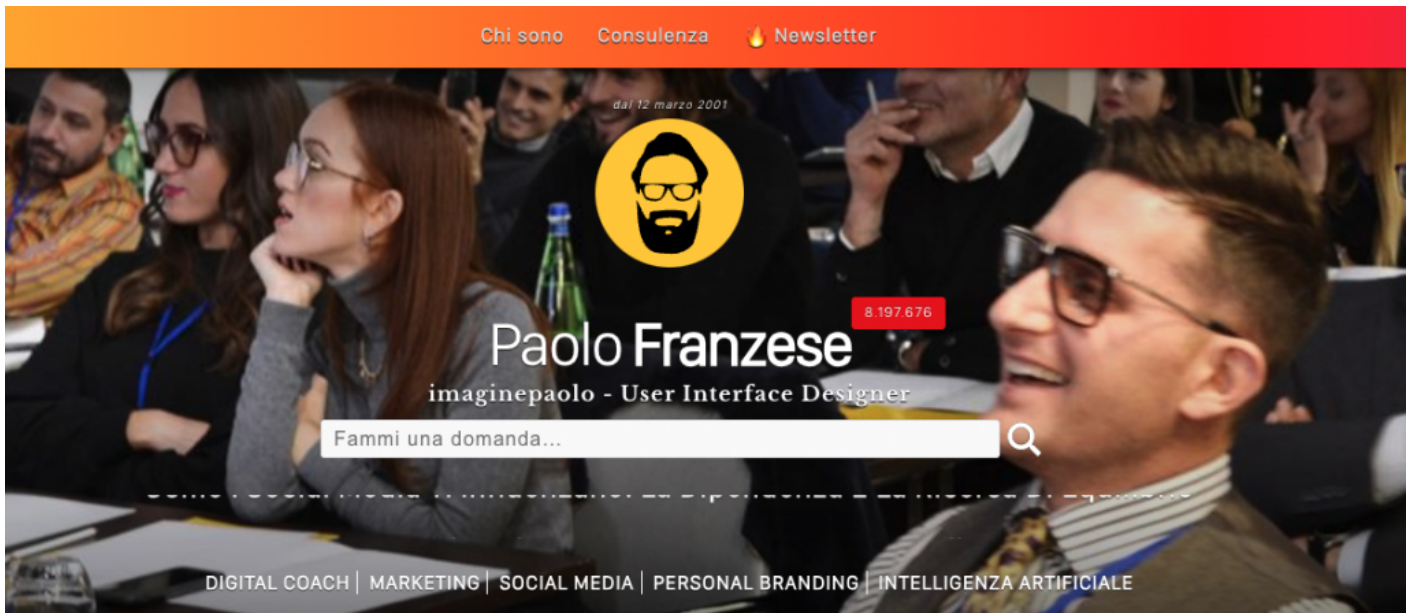 Chi sono Consulenza 🔥 Newsletter
dal 12 marzo 2001
8.197.676
Paolo Franzese
imaginepaolo - User Interface Designer
Fammi una domanda...
DIGITAL COACH | MARKETING | SOCIAL MEDIA | PERSONAL BRANDING | INTELLIGENZA ARTIFICIALE